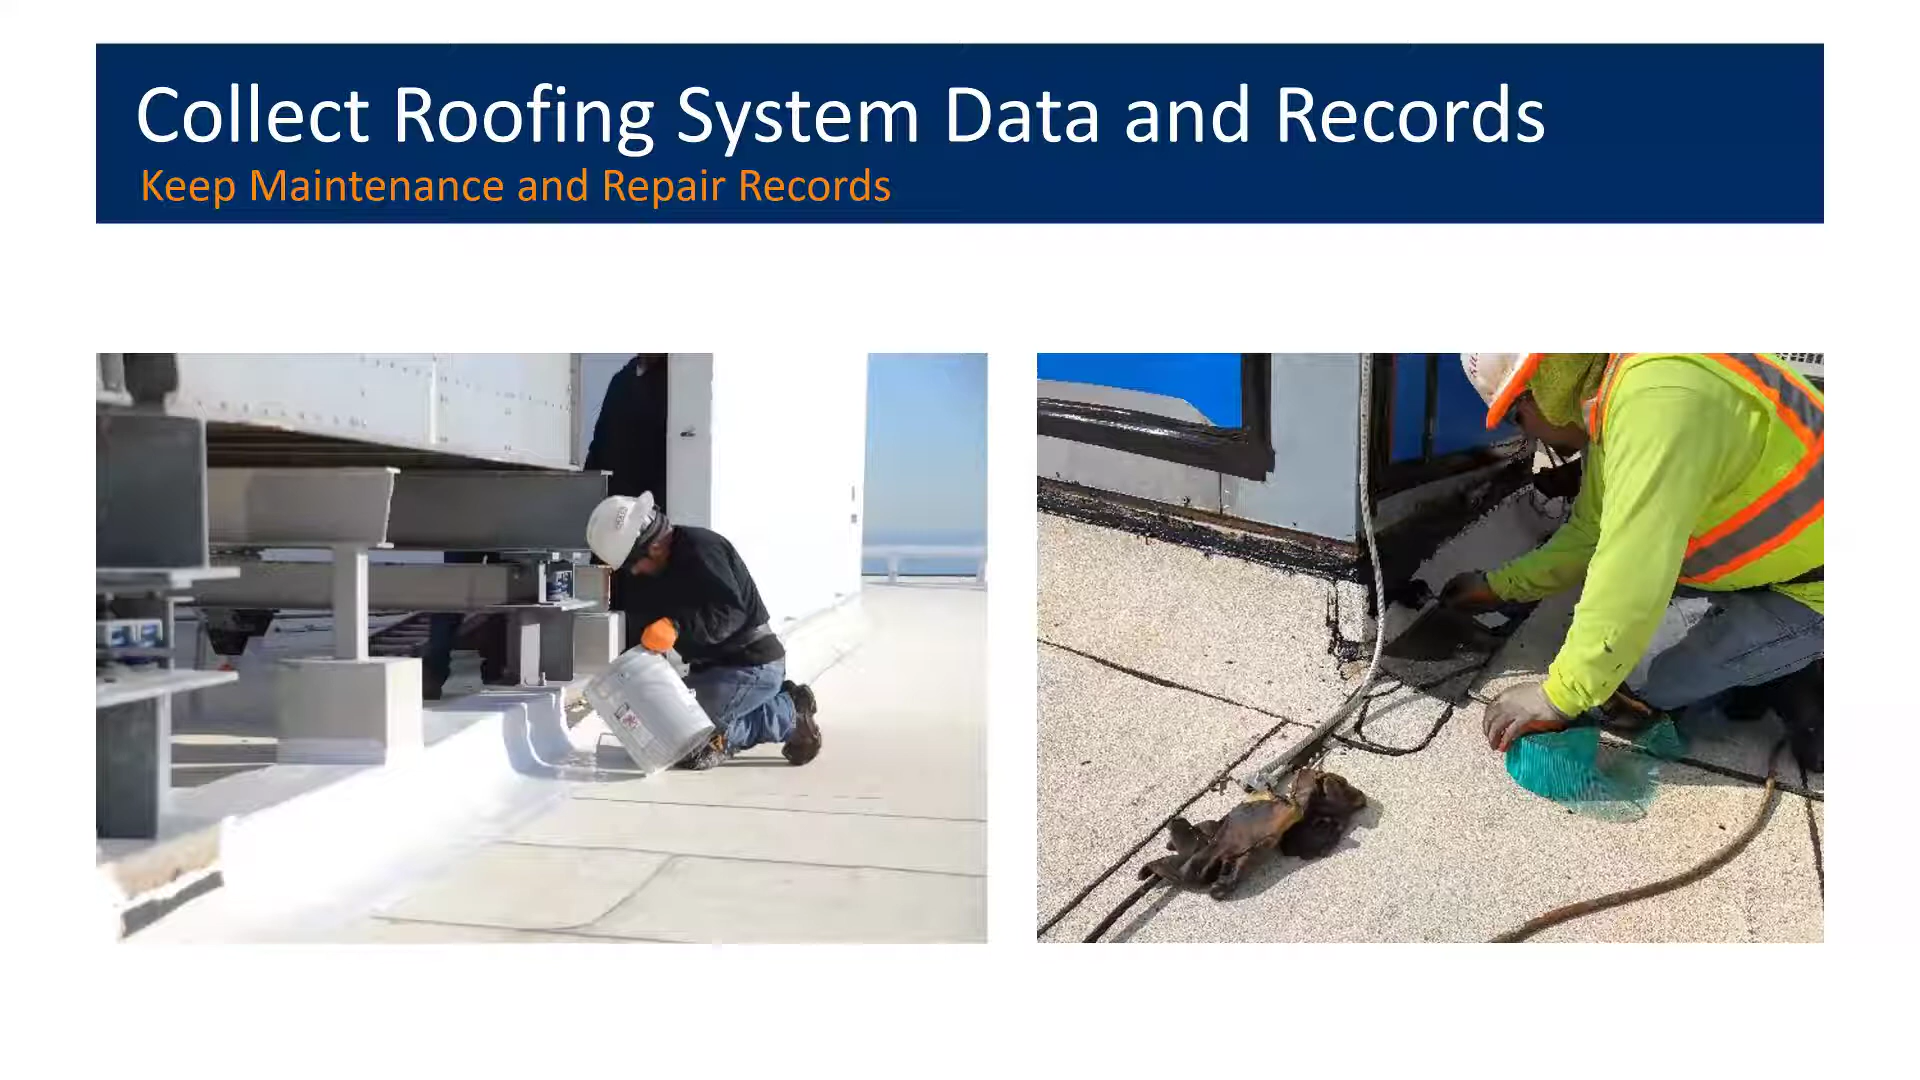 Collect Roofing System Data and Records
Keep Maintenance and Repair Records